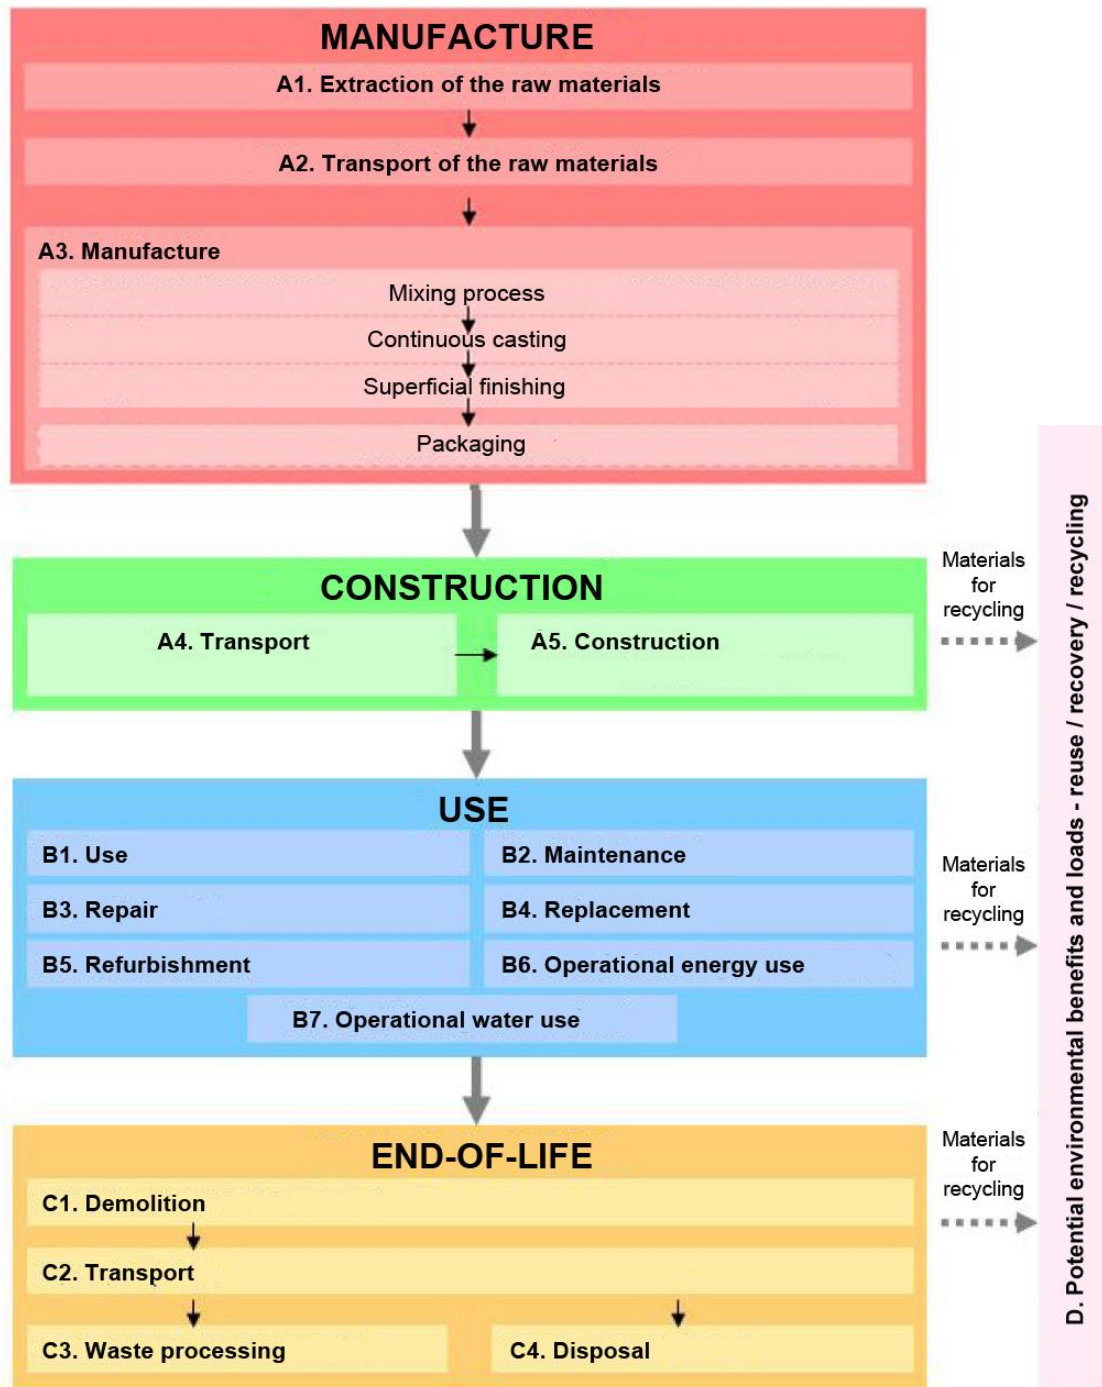 MANUFACTURE
A1. Extraction of the raw materials
A2. Transport of the raw materials
A3. Manufacture
Mixing process
Continuous casting
Superficial finishing
Packaging
CONSTRUCTION
A4. Transport
A5. Construction
Materials
for
recycling
USE
B1. Use
B2. Maintenance
B3. Repair
B4. Replacement
B5. Refurbishment
B6. Operational energy use
B7. Operational water use
Materials
for
recycling
END-OF-LIFE
C1. Demolition
C2. Transport
C3. Waste processing
C4. Disposal
Materials
for
recycling
D. Potential environmental benefits and loads - reuse / recovery / recycling